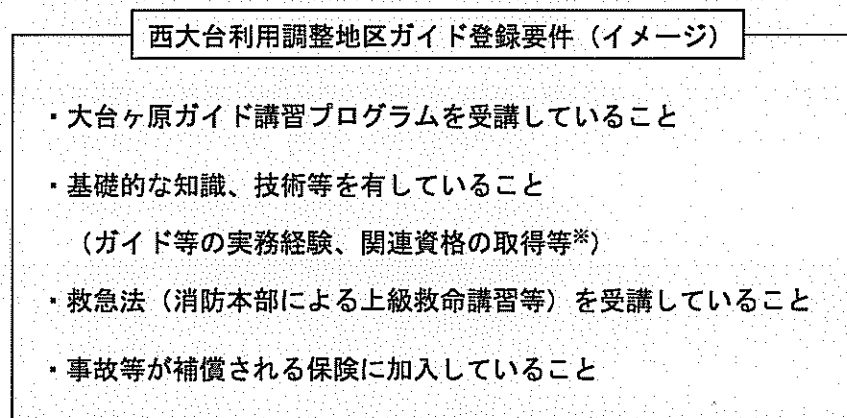 西大台利用調整地区ガイド登録要件（イメージ）
・大台ヶ原ガイド講習プログラムを受講していること
・基礎的な知識、技術等を有していること
（ガイド等の実務経験、関連資格の取得等※）
・救急法（消防本部による上級救命講習等）を受講していること
・事故等が補償される保険に加入していること